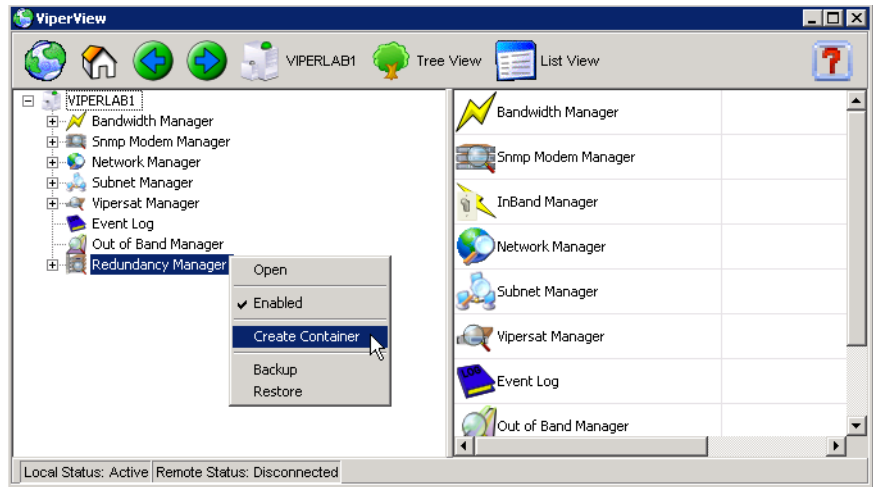 ViperView
VIPERLAB1 Tree View List View ?
VIPERLAB1
Bandwidth Manager
Snmp Modem Manager
Network Manager
Subnet Manager
Vipersat Manager
Event Log
Out of Band Manager
Redundancy Manager
Open
Enabled
Create Container
Backup
Restore
Bandwidth Manager
Snmp Modem Manager
InBand Manager
Network Manager
Subnet Manager
Vipersat Manager
LOG
Event Log
Out of Band Manager
Local Status: Active Remote Status: Disconnected